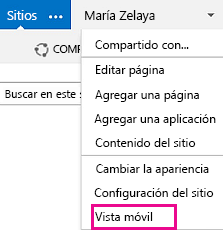 Sitios ... María Zelaya
COMP
Compartido con...
Editar página
Buscar en este s
Agregar una página
Agregar una aplicación
Contenido del sitio
Cambiar la apariencia
Configuración del sitio
Vista móvil